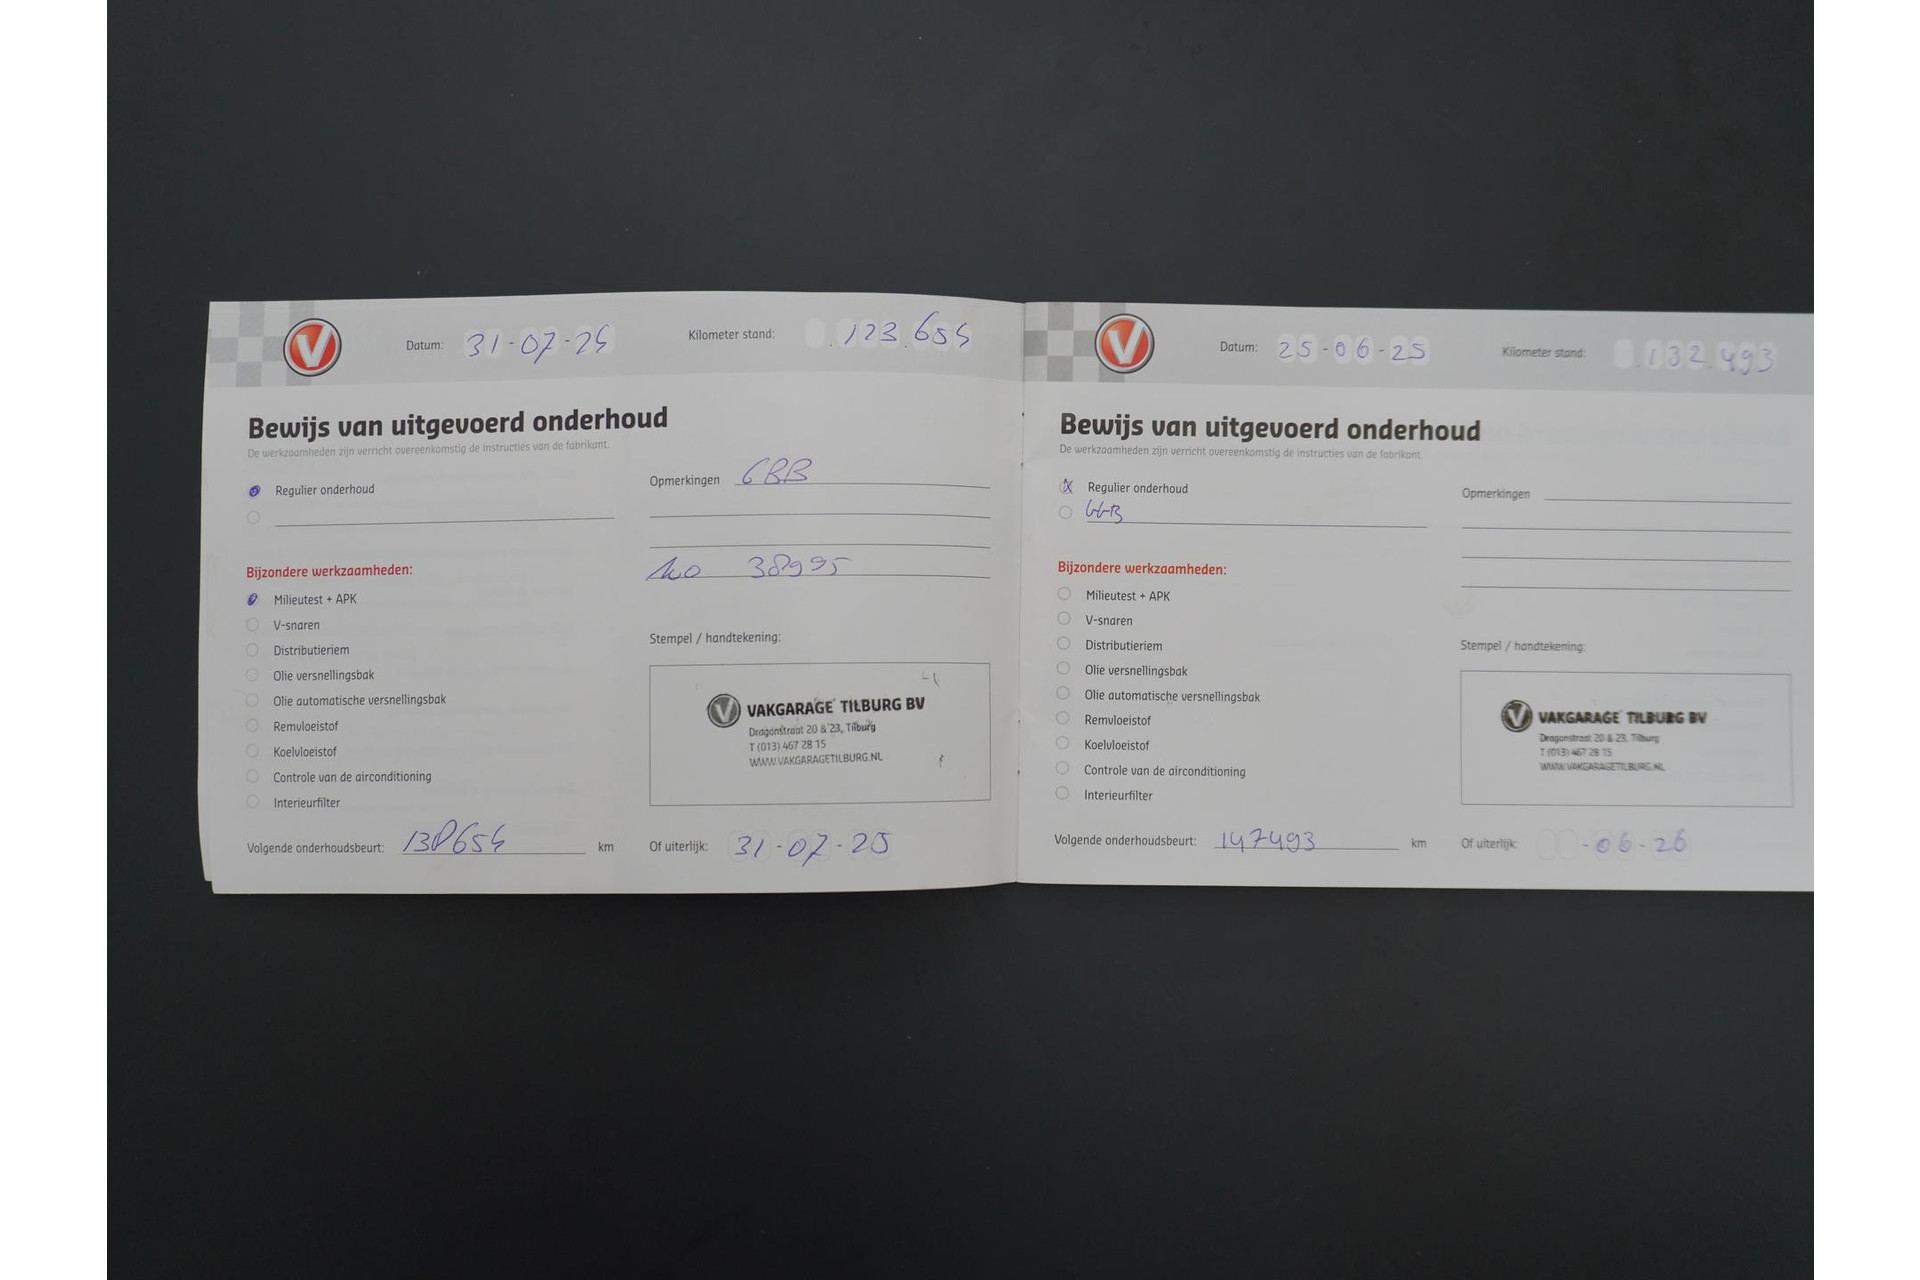 V
Datum: 31-07-24
Kilometer stand: .123.654
Bewijs van uitgevoerd onderhoud
De werkzaamheden zijn verricht overeenkomstig de instructies van de fabrikant.
Regulier onderhoud
Opmerkingen GBB
38995
Bijzondere werkzaamheden:
Milieutest + APK
V-snaren
Distributieriem
Olie versnellingsbak
Olie automatische versnellingsbak
Remvloeistof
Koelvloeistof
Controle van de airconditioning
Interieurfilter
Stempel / handtekening:
V VAKGARAGE TILBURG BV
Dragonstraat 20 & 23, Tilburg
T (013) 467 28 15
WWW.VAKGARAGETILBURG.NL
Volgende onderhoudsbeurt: 138654 km
Of uiterlijk: 31-07-25
V
Datum: 25-06-25
Kilometer stand: .132.493
Bewijs van uitgevoerd onderhoud
De werkzaamheden zijn verricht overeenkomstig de instructies van de fabrikant.
X Regulier onderhoud
Opmerkingen
Bijzondere werkzaamheden:
Milieutest + APK
V-snaren
Distributieriem
Olie versnellingsbak
Olie automatische versnellingsbak
Remvloeistof
Koelvloeistof
Controle van de airconditioning
Interieurfilter
Stempel / handtekening:
V VAKGARAGE TILBURG BV
Dragonstraat 20 & 23, Tilburg
T (013) 467 28 15
WWW.VAKGARAGETILBURG.NL
Volgende onderhoudsbeurt: 147493 km
Of uiterlijk: -06-26